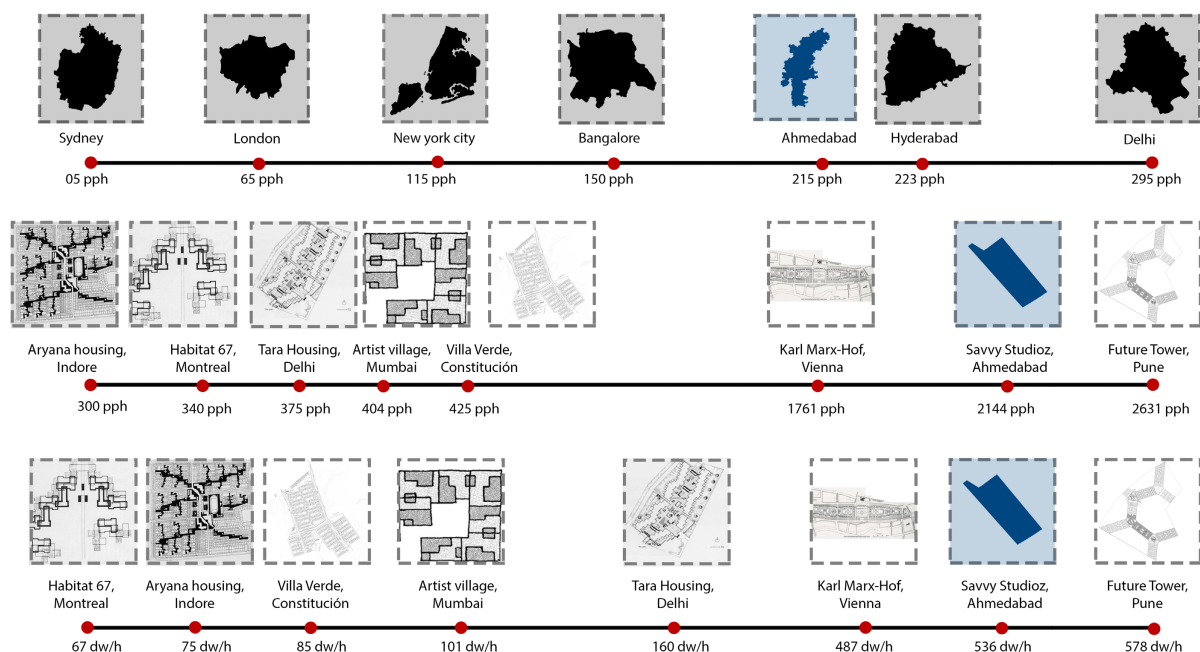 Sydney London New york city Bangalore Ahmedabad Hyderabad Delhi
05 pph 65 pph 115 pph 150 pph 215 pph 223 pph 295 pph
Aryana housing, Habitat 67, Tara Housing, Artist village, Villa Verde, Karl Marx-Hof, Savvy Studioz, Future Tower,
Indore Montreal Delhi Mumbai Constitución Vienna Ahmedabad Pune
300 pph 340 pph 375 pph 404 pph 425 pph 1761 pph 2144 pph 2631 pph
Habitat 67, Aryana housing, Villa Verde, Artist village, Tara Housing, Karl Marx-Hof, Savvy Studioz, Future Tower,
Montreal Indore Constitución Mumbai Delhi Vienna Ahmedabad Pune
67 dw/h 75 dw/h 85 dw/h 101 dw/h 160 dw/h 487 dw/h 536 dw/h 578 dw/h